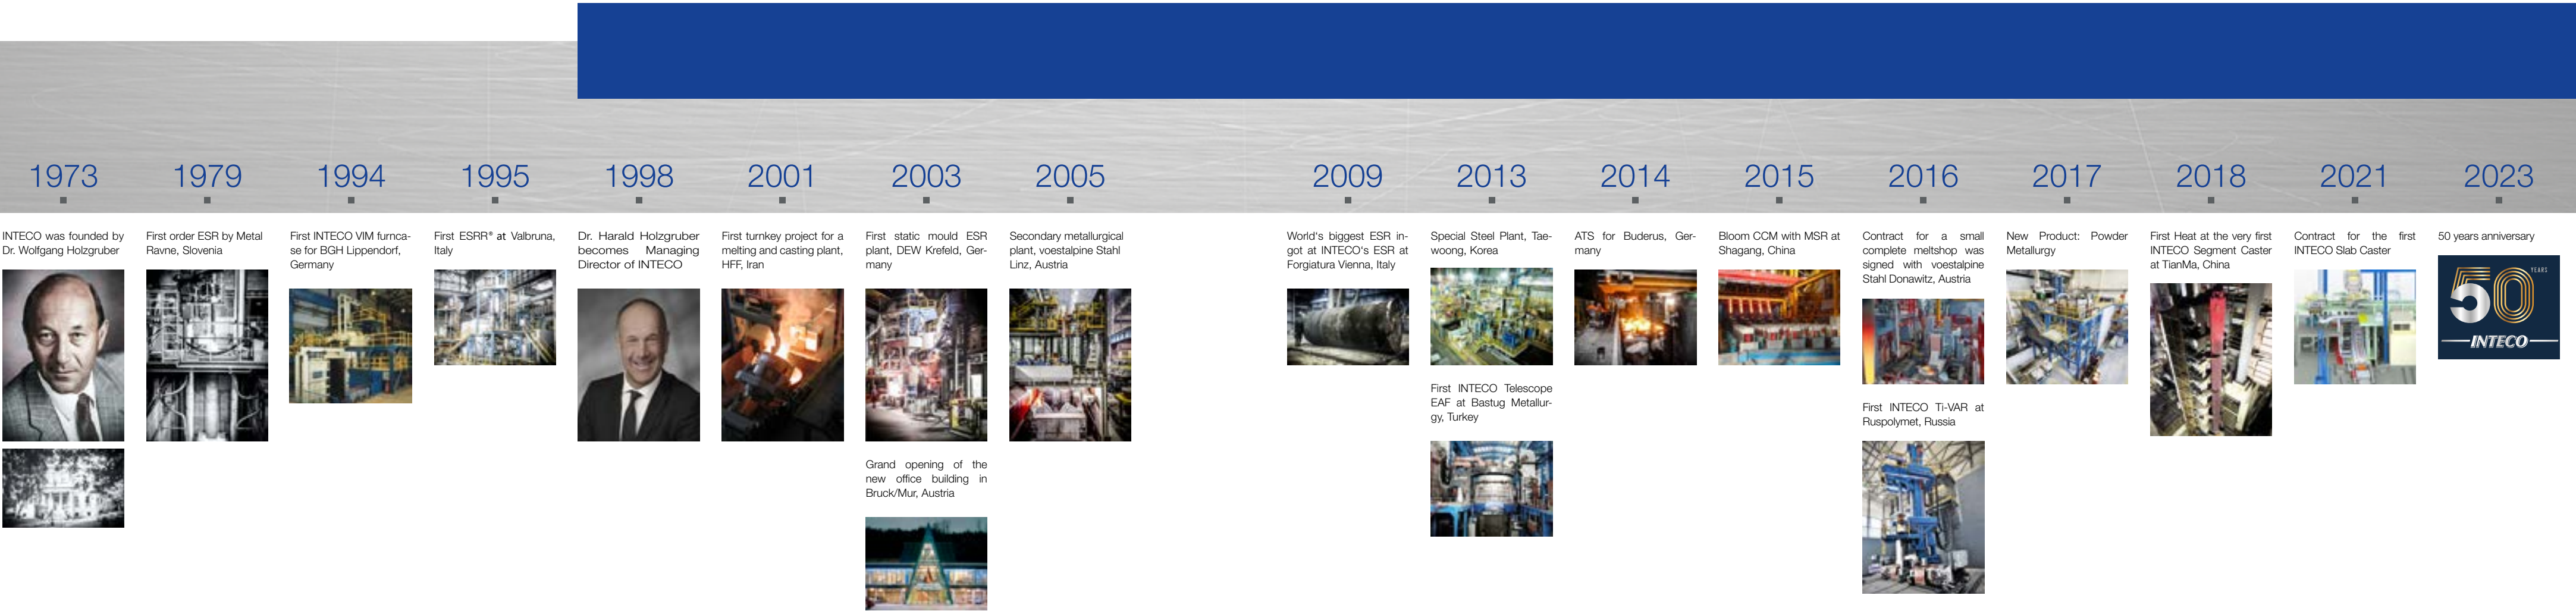 1973
INTECO was founded by
Dr. Wolfgang Holzgruber
1979
First order ESR by Metal
Ravne, Slovenia
1994
First INTECO VIM furnca-
se for BGH Lippendorf,
Germany
1995
First ESRR® at Valbruna,
Italy
1998
Dr. Harald Holzgruber
becomes Managing
Director of INTECO
2001
First turnkey project for a
melting and casting plant,
HFF, Iran
2003
First static mould ESR
plant, DEW Krefeld, Ger-
many
Grand opening of the
new office building in
Bruck/Mur, Austria
2005
Secondary metallurgical
plant, voestalpine Stahl
Linz, Austria
2009
World's biggest ESR in-
got at INTECO's ESR at
Forgiatura Vienna, Italy
2013
Special Steel Plant, Tae-
woong, Korea
First INTECO Telescope
EAF at Bastug Metallur-
gy, Turkey
2014
ATS for Buderus, Ger-
many
2015
Bloom CCM with MSR at
Shagang, China
2016
Contract for a small
complete meltshop was
signed with voestalpine
Stahl Donawitz, Austria
First INTECO Ti-VAR at
Ruspolymet, Russia
2017
New Product: Powder
Metallurgy
2018
First Heat at the very first
INTECO Segment Caster
at TianMa, China
2021
Contract for the first
INTECO Slab Caster
2023
50 years anniversary
50 YEARS
INTECO